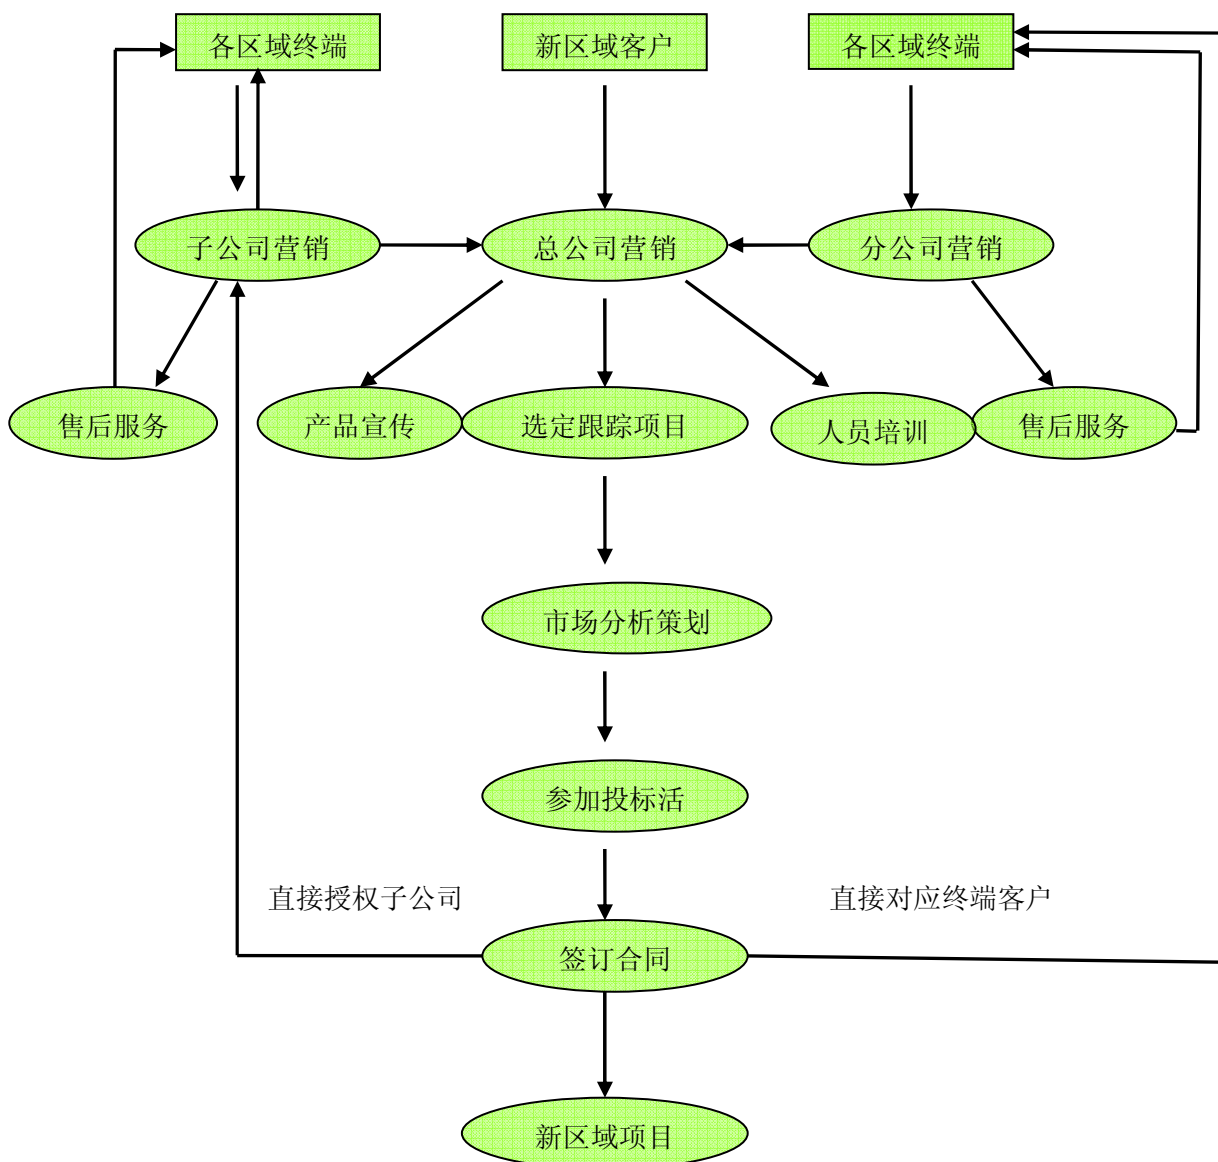 各区域终端
新区域客户
各区域终端
子公司营销
总公司营销
分公司营销
售后服务
产品宣传
选定跟踪项目
人员培训
售后服务
市场分析策划
参加投标活
直接授权子公司
直接对应终端客户
签订合同
新区域项目